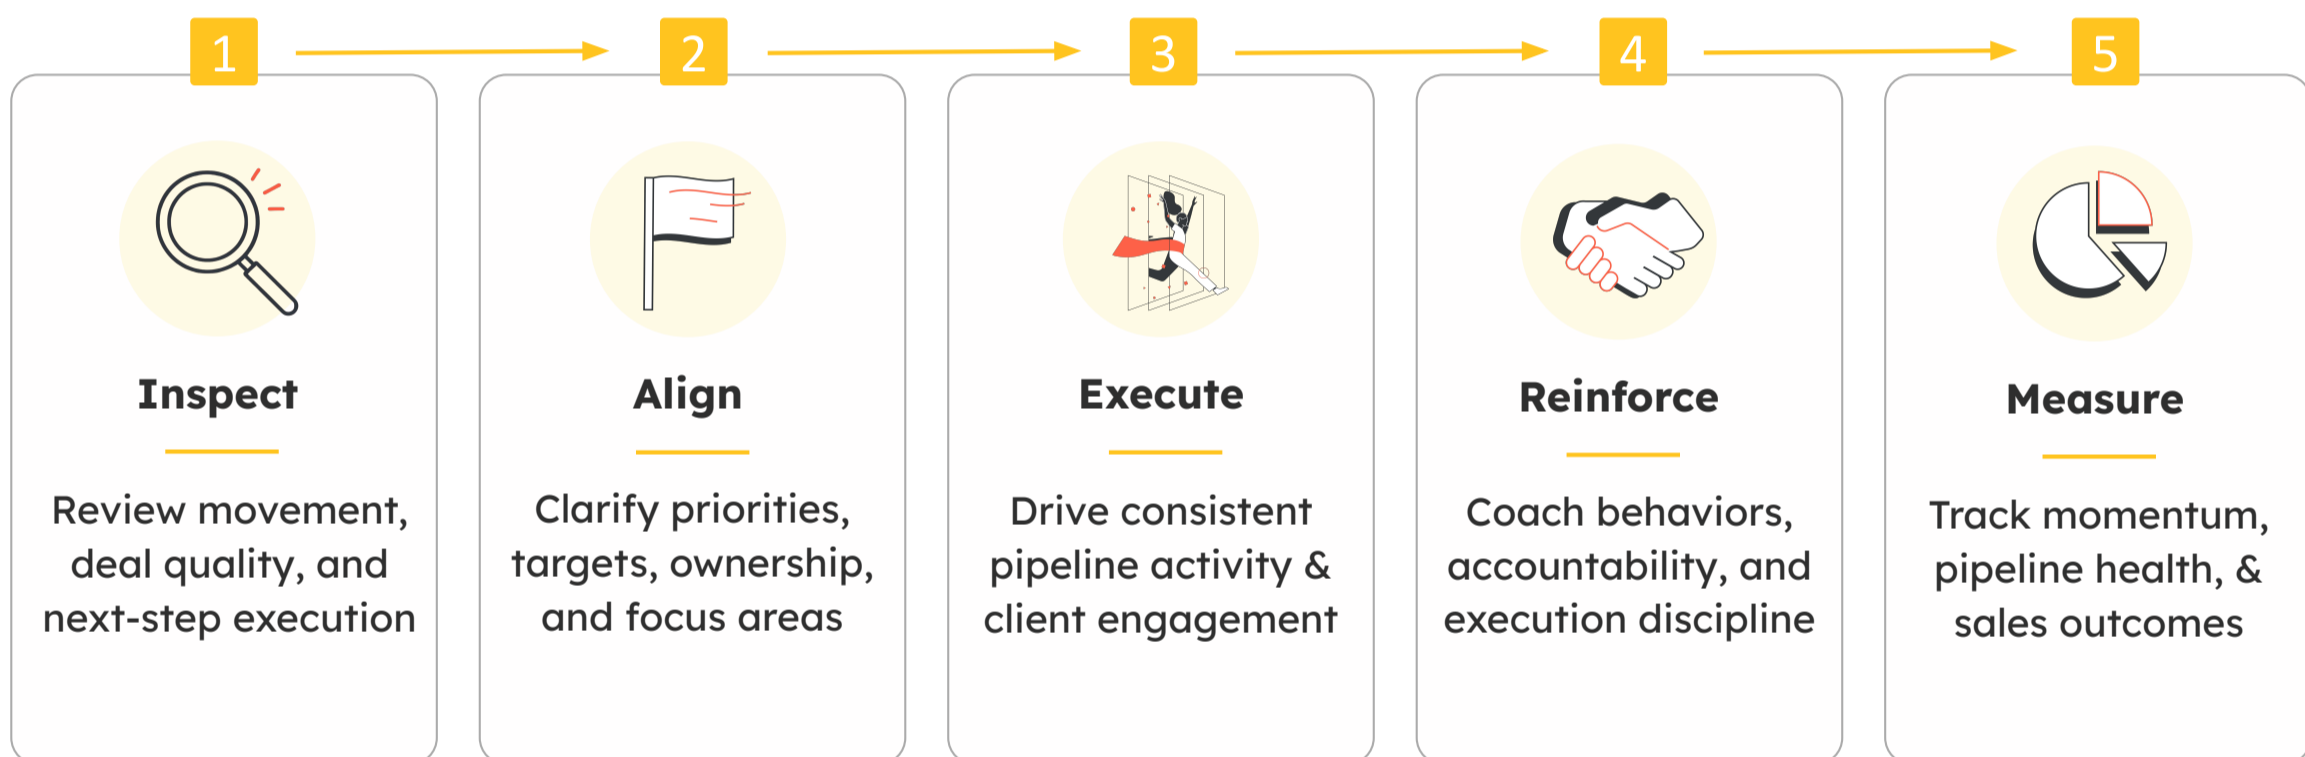 1
2
3
4
5
Inspect
Review movement,
deal quality, and
next-step execution
Align
Clarify priorities,
targets, ownership,
and focus areas
Execute
Drive consistent
pipeline activity &
client engagement
Reinforce
Coach behaviors,
accountability, and
execution discipline
Measure
Track momentum,
pipeline health, &
sales outcomes